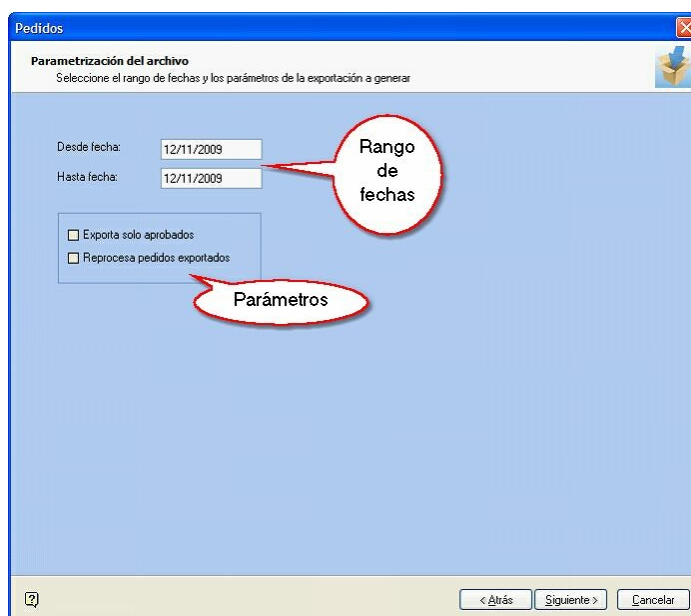 Pedidos
Parametrización del archivo
Seleccione el rango de fechas y los parámetros de la exportación a generar
Desde fecha: 12/11/2009
Hasta fecha: 12/11/2009
Rango
de
fechas
Exporta solo aprobados
Reprocesa pedidos exportados
Parámetros
?
< Atrás Siguiente > Cancelar